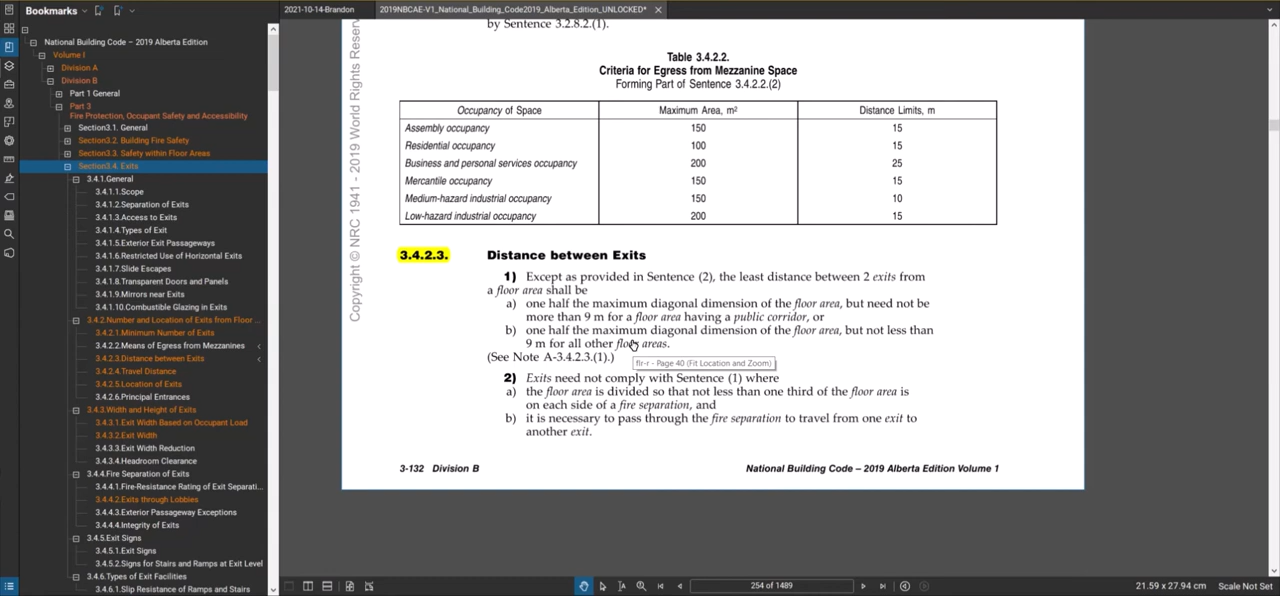 Bookmarks
2021-10-14-Brandon
2019NBCAE-V1_National_Building_Code2019_Alberta_Edition_UNLOCKED*
National Building Code – 2019 Alberta Edition
Volume I
Division A
Division B
Part 1 General
Part 3
Fire Protection, Occupant Safety and Accessibility
Section3.1. General
Section3.2. Building Fire Safety
Section3.3. Safety within Floor Areas
Section3.4. Exits
3.4.1.General
3.4.1.1.Scope
3.4.1.2.Separation of Exits
3.4.1.3.Access to Exits
3.4.1.4.Types of Exit
3.4.1.5.Exterior Exit Passageways
3.4.1.6.Restricted Use of Horizontal Exits
3.4.1.7.Slide Escapes
3.4.1.8.Transparent Doors and Panels
3.4.1.9.Mirrors near Exits
3.4.1.10.Combustible Glazing in Exits
3.4.2.Number and Location of Exits from Floor ...
3.4.2.1.Minimum Number of Exits
3.4.2.2.Means of Egress from Mezzanines
3.4.2.3.Distance between Exits
3.4.2.4.Travel Distance
3.4.2.5.Location of Exits
3.4.2.6.Principal Entrances
3.4.3.Width and Height of Exits
3.4.3.1 Exit Width Based on Occupant Load
3.4.3.2.Exit Width
3.4.3.3.Exit Width Reduction
3.4.3.4.Headroom Clearance
3.4.4.Fire Separation of Exits
3.4.4.1.Fire-Resistance Rating of Exit Separati...
3.4.4.2.Exits through Lobbies
3.4.4.3.Exterior Passageway Exceptions
3.4.4.4.Integrity of Exits
3.4.5.Exit Signs
3.4.5.1.Exit Signs
3.4.5.2.Signs for Stairs and Ramps at Exit Level
3.4.6.Types of Exit Facilities
3.4.6.1.Slip Resistance of Ramps and Stairs
Copyright © NRC 1941 - 2019 World Rights Reserv
by Sentence 3.2.8.2.(1).
Table 3.4.2.2.
Criteria for Egress from Mezzanine Space
Forming Part of Sentence 3.4.2.2.(2)
Occupancy of Space Maximum Area, m² Distance Limits, m
Assembly occupancy 150 15
Residential occupancy 100 15
Business and personal services occupancy 200 25
Mercantile occupancy 150 15
Medium-hazard industrial occupancy 150 10
Low-hazard industrial occupancy 200 15
3.4.2.3. Distance between Exits
1) Except as provided in Sentence (2), the least distance between 2 exits from
a floor area shall be
a) one half the maximum diagonal dimension of the floor area, but need not be
more than 9 m for a floor area having a public corridor, or
b) one half the maximum diagonal dimension of the floor area, but not less than
9 m for all other floor areas.
(See Note A-3.4.2.3.(1).)
flr-r - Page 40 (Fit Location and Zoom)
2) Exits need not comply with Sentence (1) where
a) the floor area is divided so that not less than one third of the floor area is
on each side of a fire separation, and
b) it is necessary to pass through the fire separation to travel from one exit to
another exit.
3-132 Division B National Building Code – 2019 Alberta Edition Volume 1
254 of 1489
21.59 x 27.94 cm
Scale Not Set